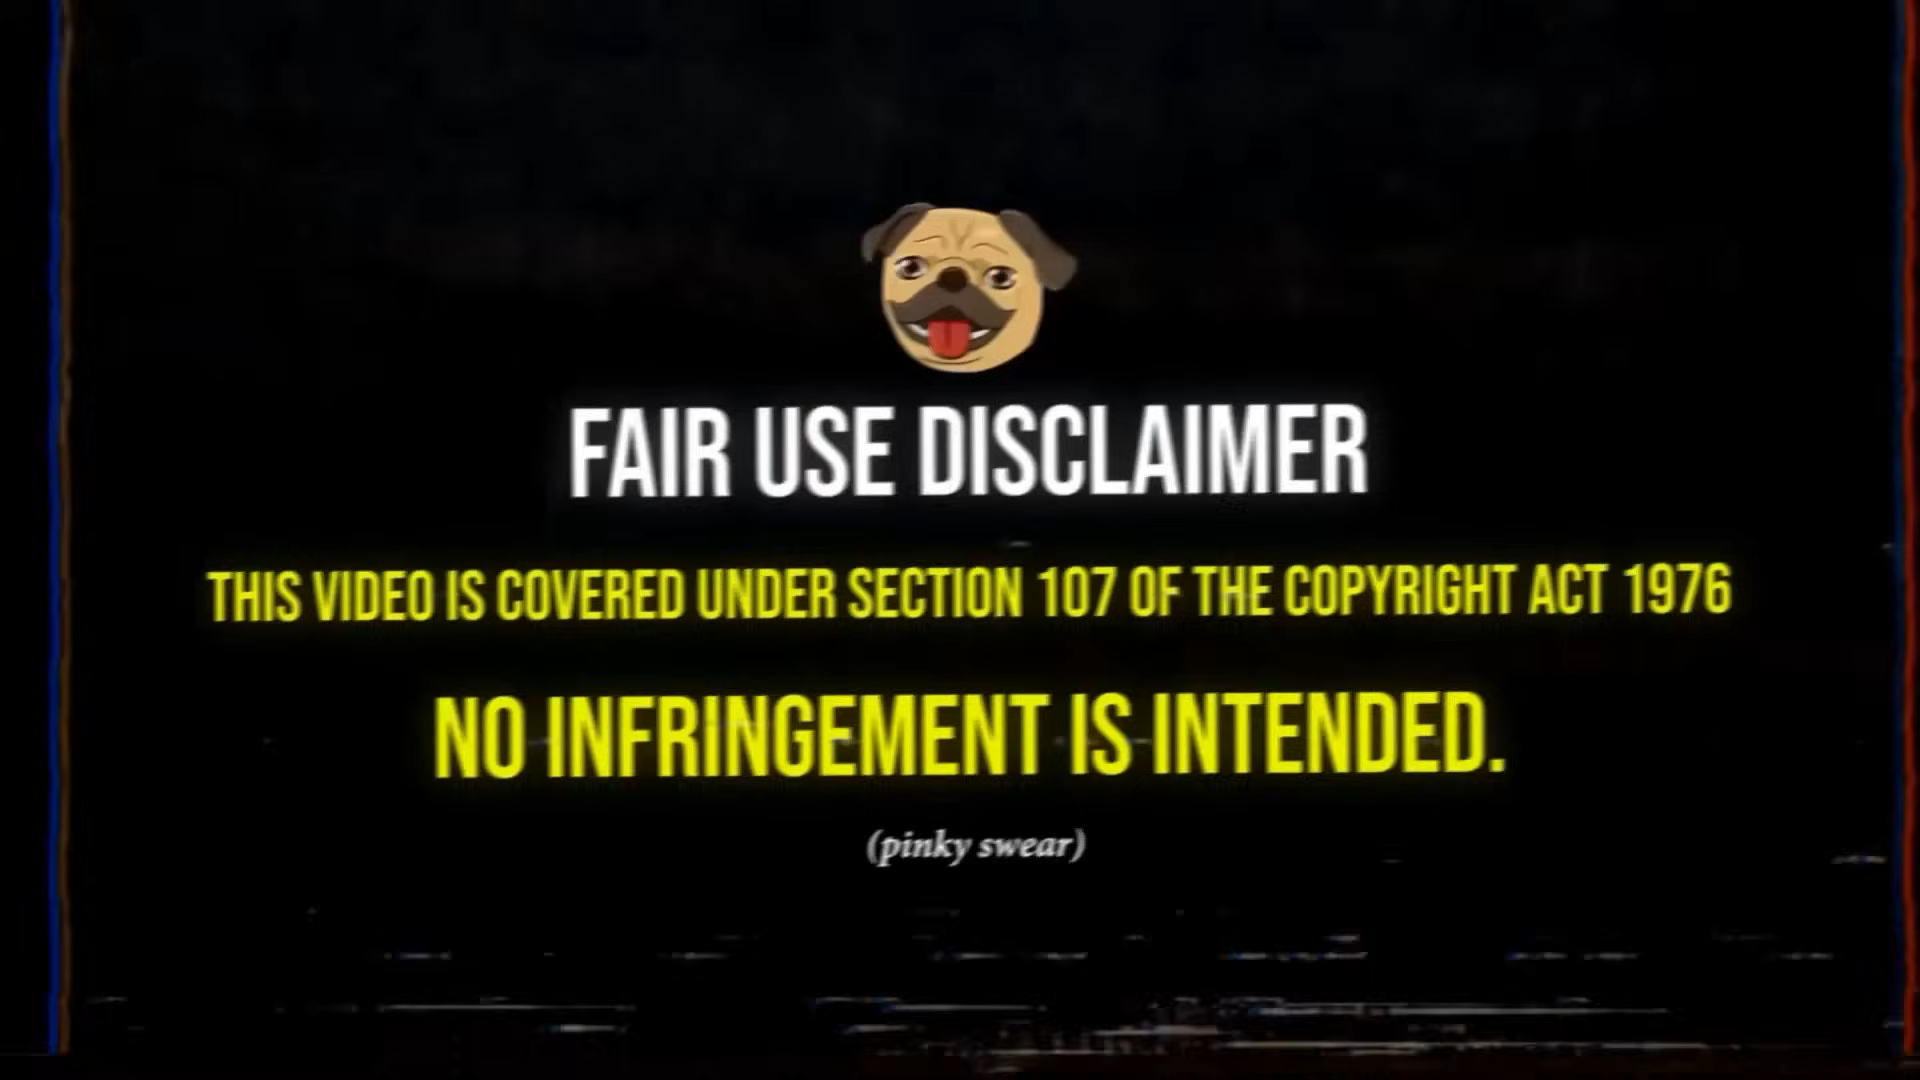 FAIR USE DISCLAIMER
THIS VIDEO IS COVERED UNDER SECTION 107 OF THE COPYRIGHT ACT 1976
NO INFRINGEMENT IS INTENDED.
(pinky swear)